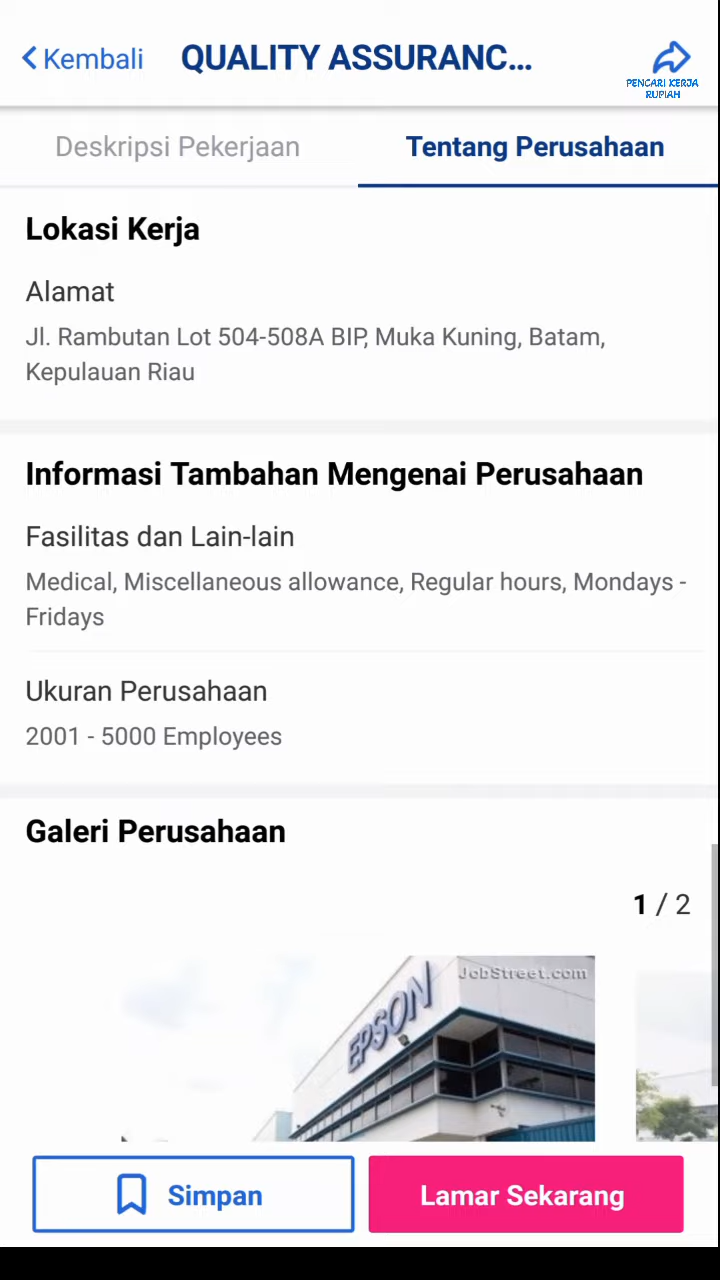 Kembali
QUALITY ASSURANC...
PENCARI KERJA
RUPIAH
Deskripsi Pekerjaan
Tentang Perusahaan
Lokasi Kerja
Alamat
Jl. Rambutan Lot 504-508A BIP, Muka Kuning, Batam,
Kepulauan Riau
Informasi Tambahan Mengenai Perusahaan
Fasilitas dan Lain-lain
Medical, Miscellaneous allowance, Regular hours, Mondays -
Fridays
Ukuran Perusahaan
2001 - 5000 Employees
Galeri Perusahaan
1 / 2
JobStreet.com
EPSON
Simpan
Lamar Sekarang